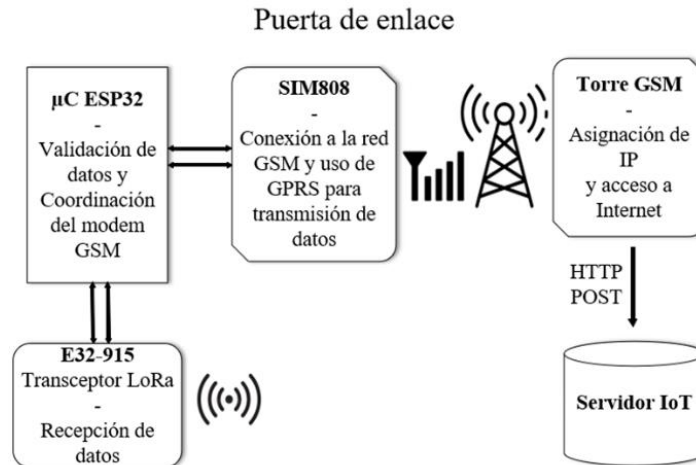 Puerta de enlace
µC ESP32
-
Validación de
datos y
Coordinación
del modem
GSM
SIM808
-
Conexión a la red
GSM y uso de
GPRS para
transmisión de
datos
Torre GSM
-
Asignación de
IP
y acceso a
Internet
HTTP
POST
E32-915
Transceptor LoRa
-
Recepción de
datos
Servidor IoT